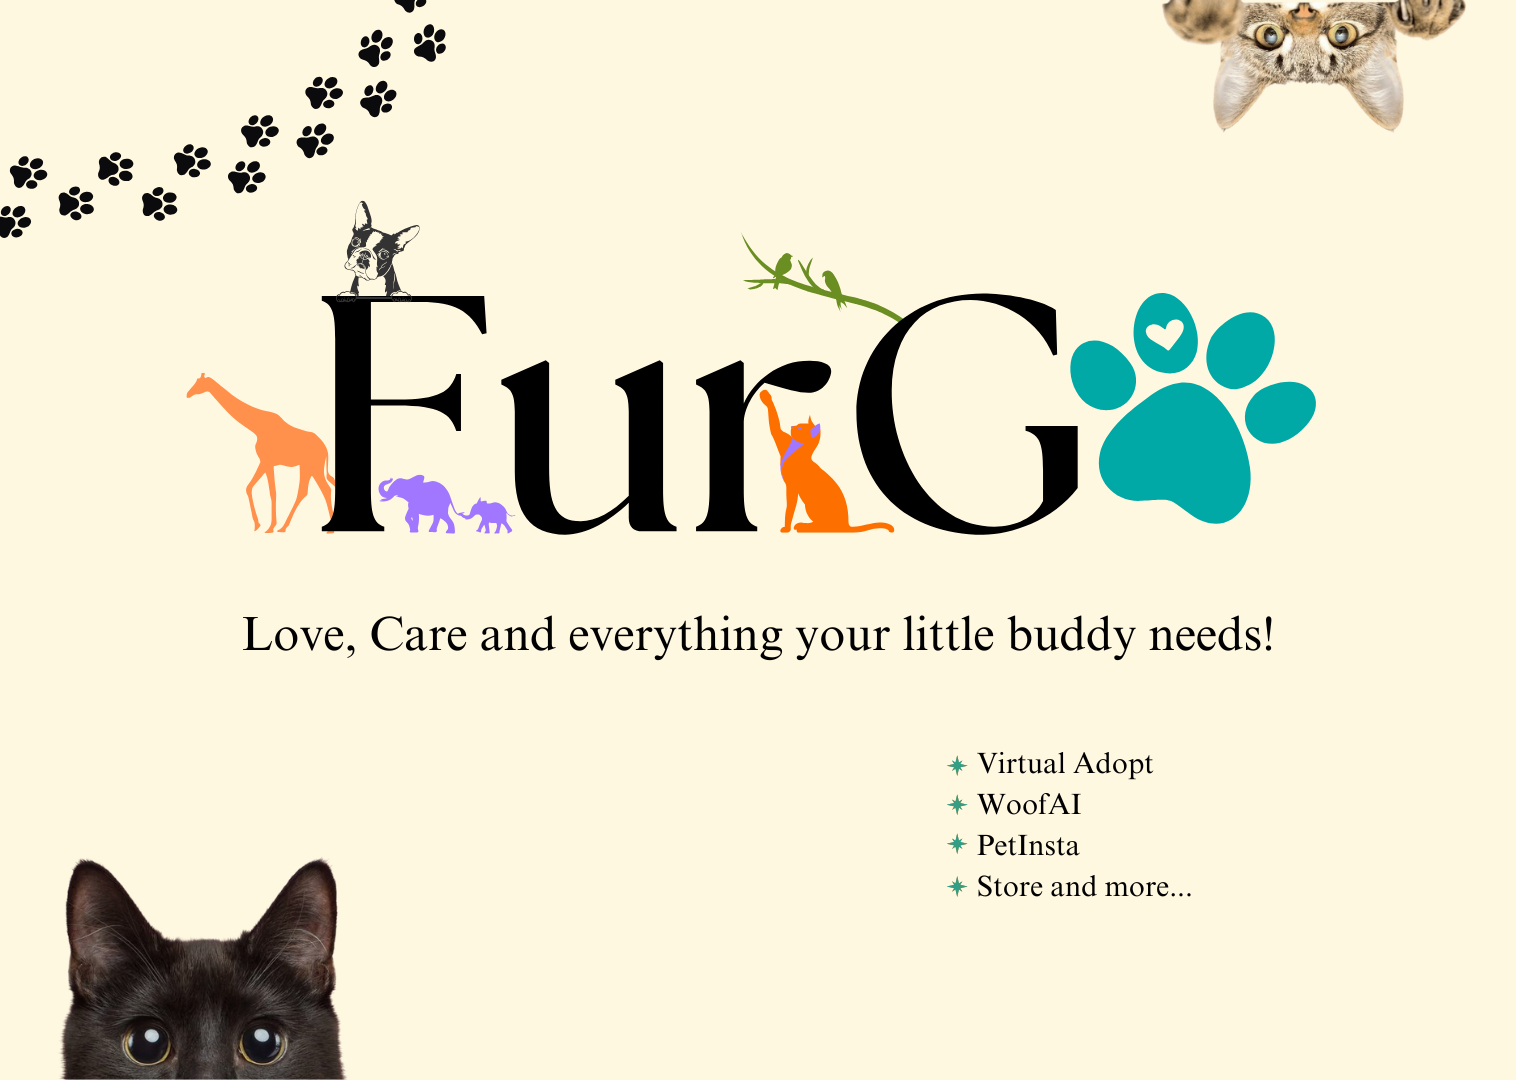 FurG
Love, Care and everything your little buddy needs!
Virtual Adopt
WoofAI
PetInsta
Store and more...